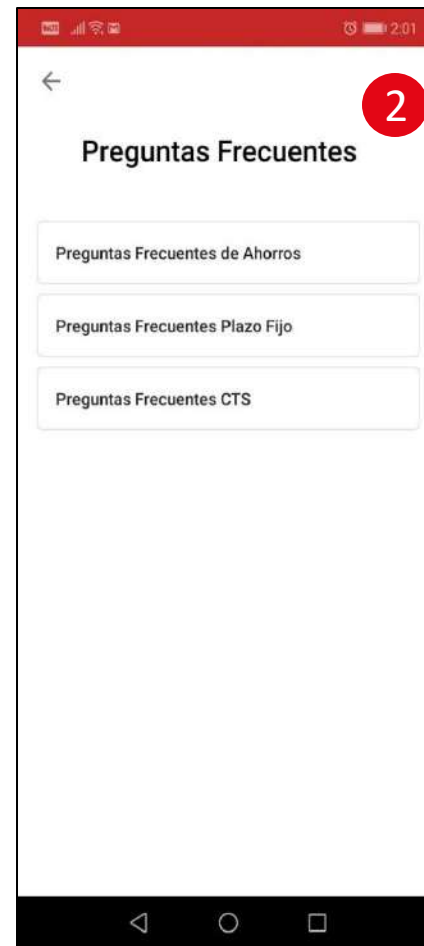 2:01
2
Preguntas Frecuentes
Preguntas Frecuentes de Ahorros
Preguntas Frecuentes Plazo Fijo
Preguntas Frecuentes CTS